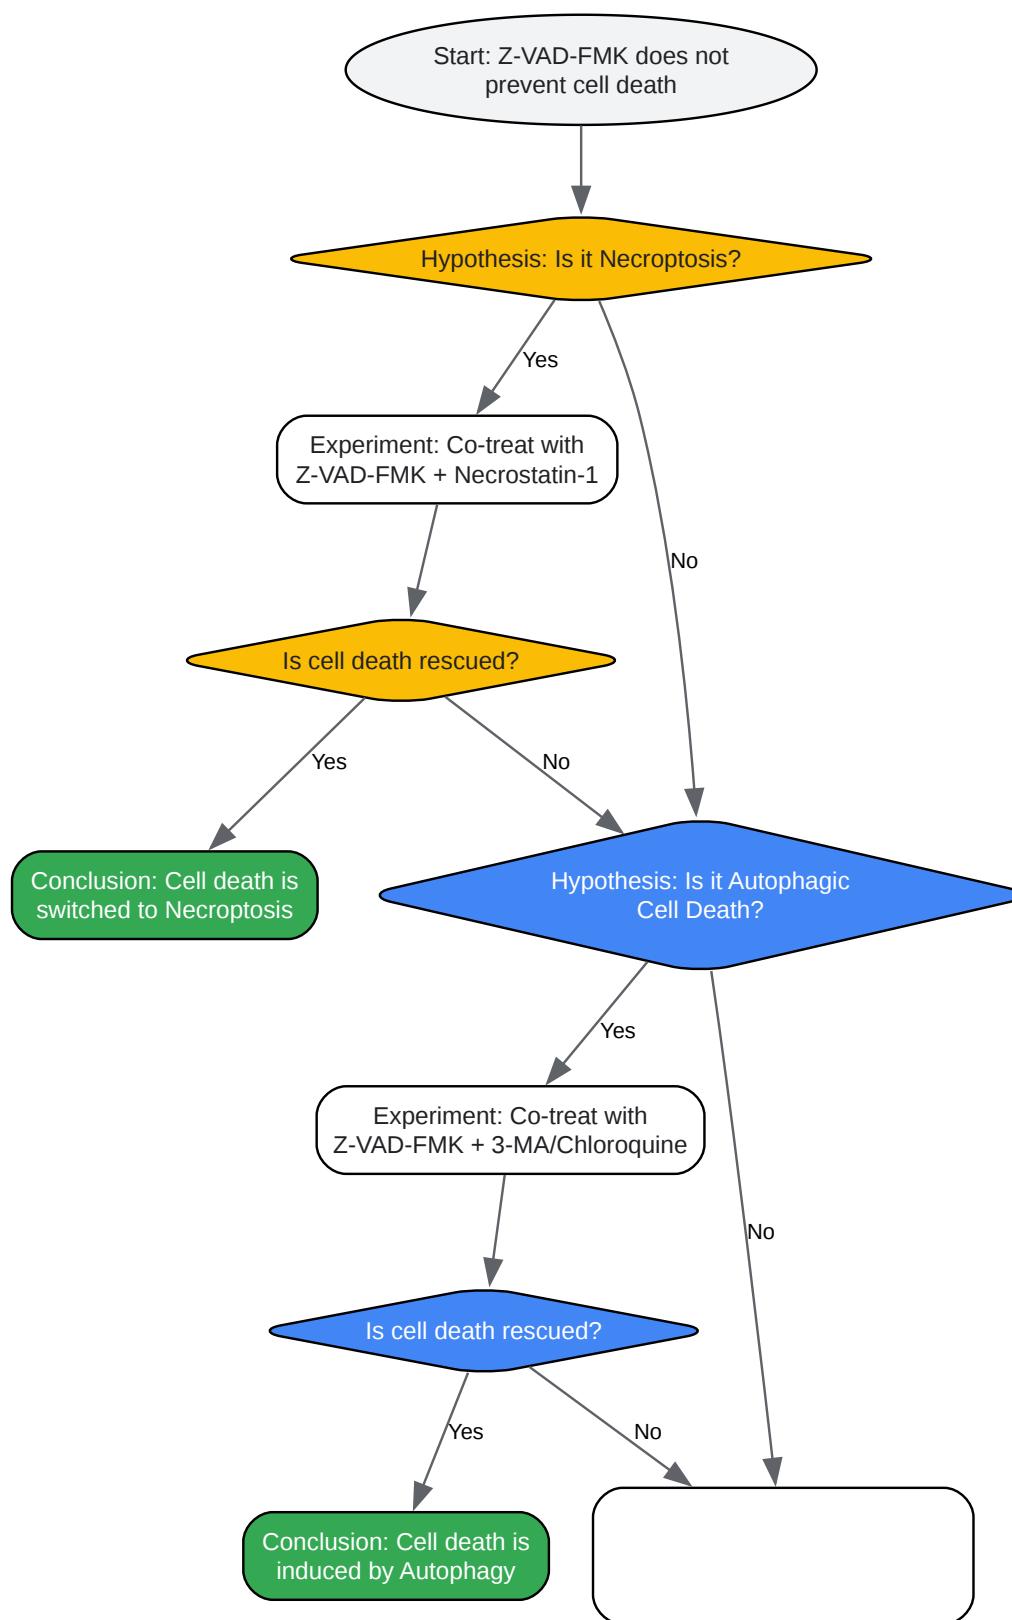 Start: Z-VAD-FMK does not
prevent cell death
Hypothesis: Is it Necroptosis?
Yes
Experiment: Co-treat with
Z-VAD-FMK + Necrostatin-1
No
Is cell death rescued?
Yes
No
Conclusion: Cell death is
switched to Necroptosis
Hypothesis: Is it Autophagic
Cell Death?
Yes
Experiment: Co-treat with
Z-VAD-FMK + 3-MA/Chloroquine
No
Is cell death rescued?
Yes
No
Conclusion: Cell death is
induced by Autophagy